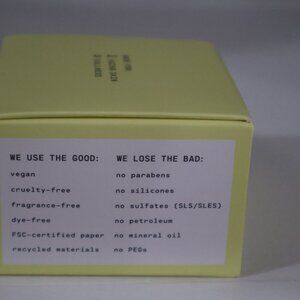 WE USE THE GOOD: WE LOSE THE BAD:
vegan no parabens
cruelty-free no silicones
fragrance-free no sulfates (SLS/SLES)
dye-free no petroleum
FSC-certified paper no mineral oil
recycled materials no PEGs